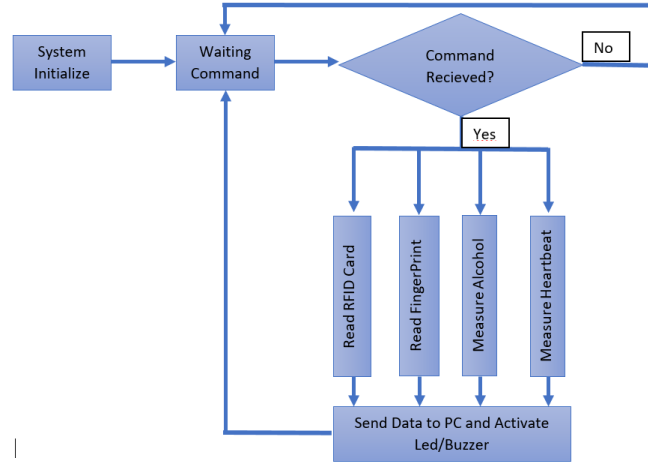 System
Initialize
Waiting
Command
Command
Recieved?
No
Yes
Read RFID Card
Read FingerPrint
Measure Alcohol
Measure Heartbeat
Send Data to PC and Activate
Led/Buzzer